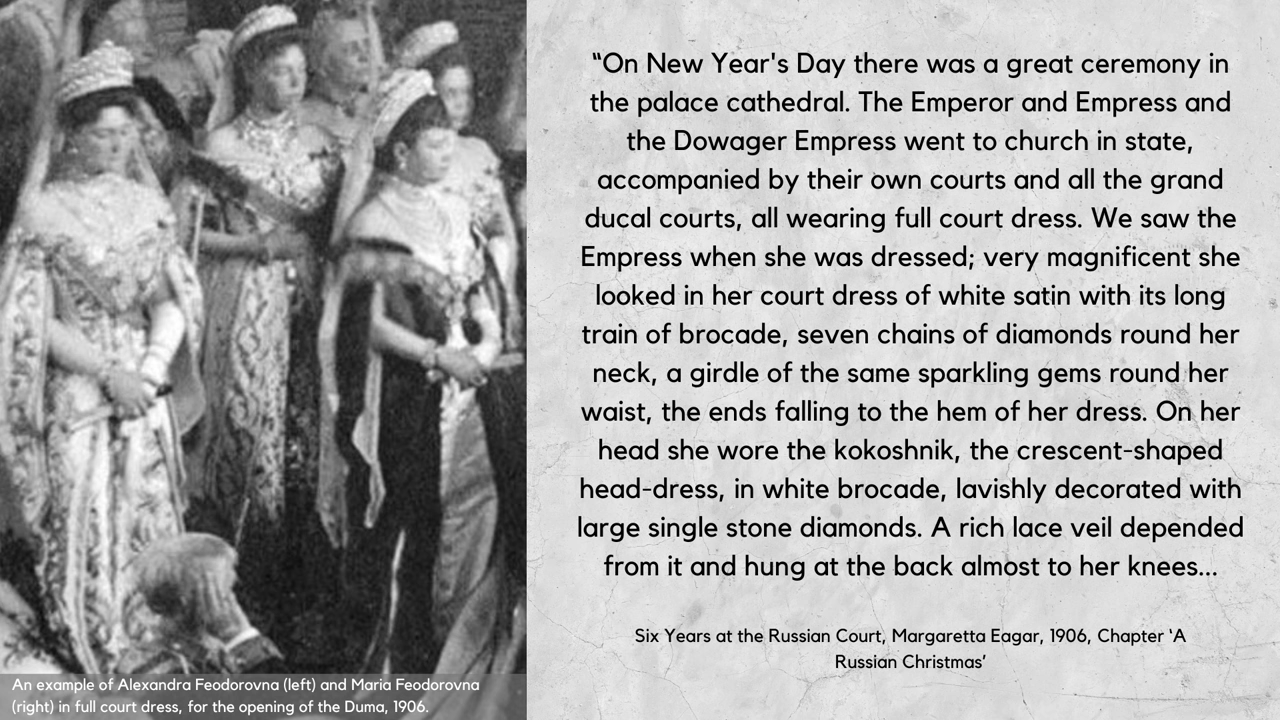 “On New Year's Day there was a great ceremony in
the palace cathedral. The Emperor and Empress and
the Dowager Empress went to church in state,
accompanied by their own courts and all the grand
ducal courts, all wearing full court dress. We saw the
Empress when she was dressed; very magnificent she
looked in her court dress of white satin with its long
train of brocade, seven chains of diamonds round her
neck, a girdle of the same sparkling gems round her
waist, the ends falling to the hem of her dress. On her
head she wore the kokoshnik, the crescent-shaped
head-dress, in white brocade, lavishly decorated with
large single stone diamonds. A rich lace veil depended
from it and hung at the back almost to her knees...
Six Years at the Russian Court, Margaretta Eagar, 1906, Chapter ‘A
Russian Christmas’
An example of Alexandra Feodorovna (left) and Maria Feodorovna
(right) in full court dress, for the opening of the Duma, 1906.